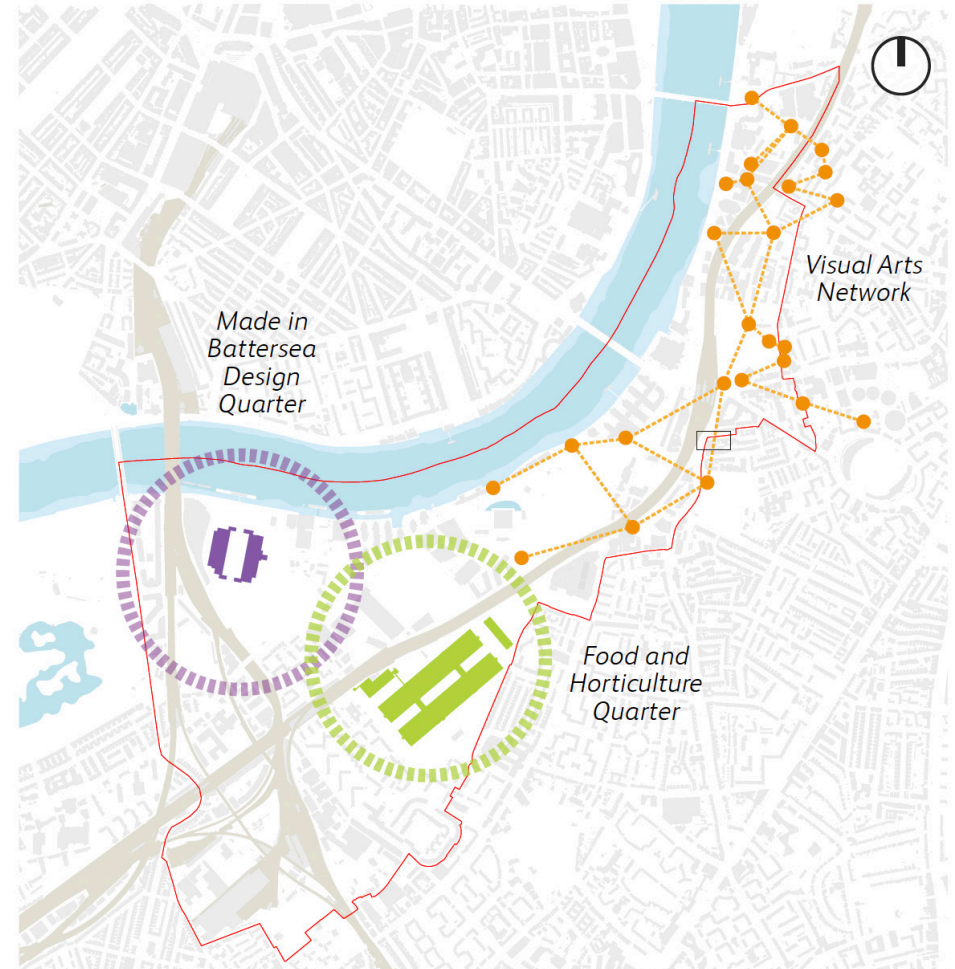 Visual Arts
Network
Made in
Battersea
Design
Quarter
Food and
Horticulture
Quarter